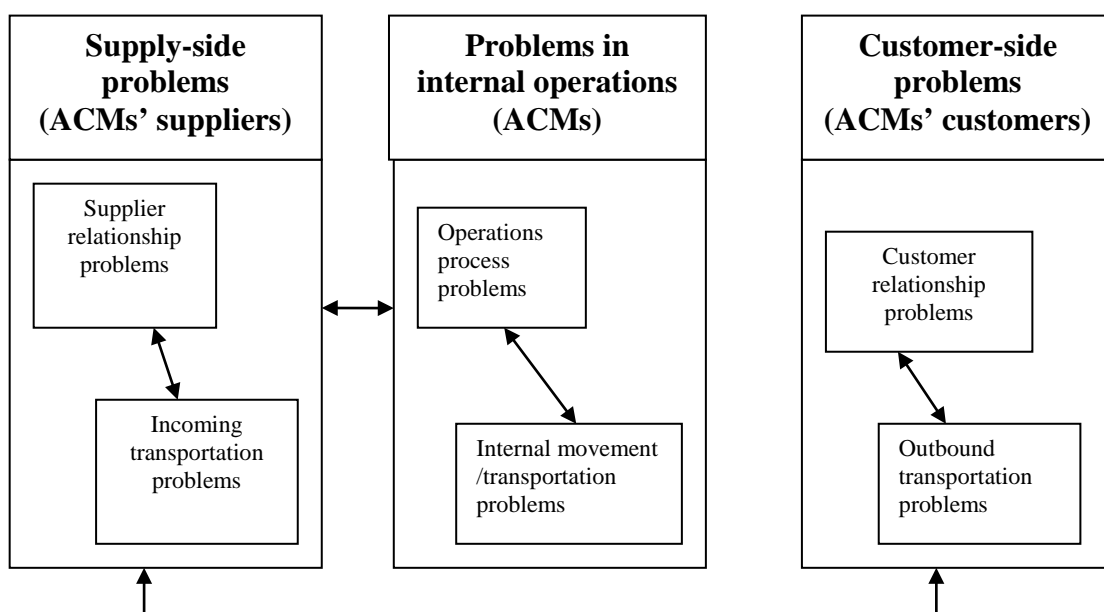 Supply-side
problems
(ACMs’ suppliers)
Supplier
relationship
problems
Incoming
transportation
problems
Problems in
internal operations
(ACMs)
Operations
process
problems
Internal movement
/transportation
problems
Customer-side
problems
(ACMs’ customers)
Customer
relationship
problems
Outbound
transportation
problems